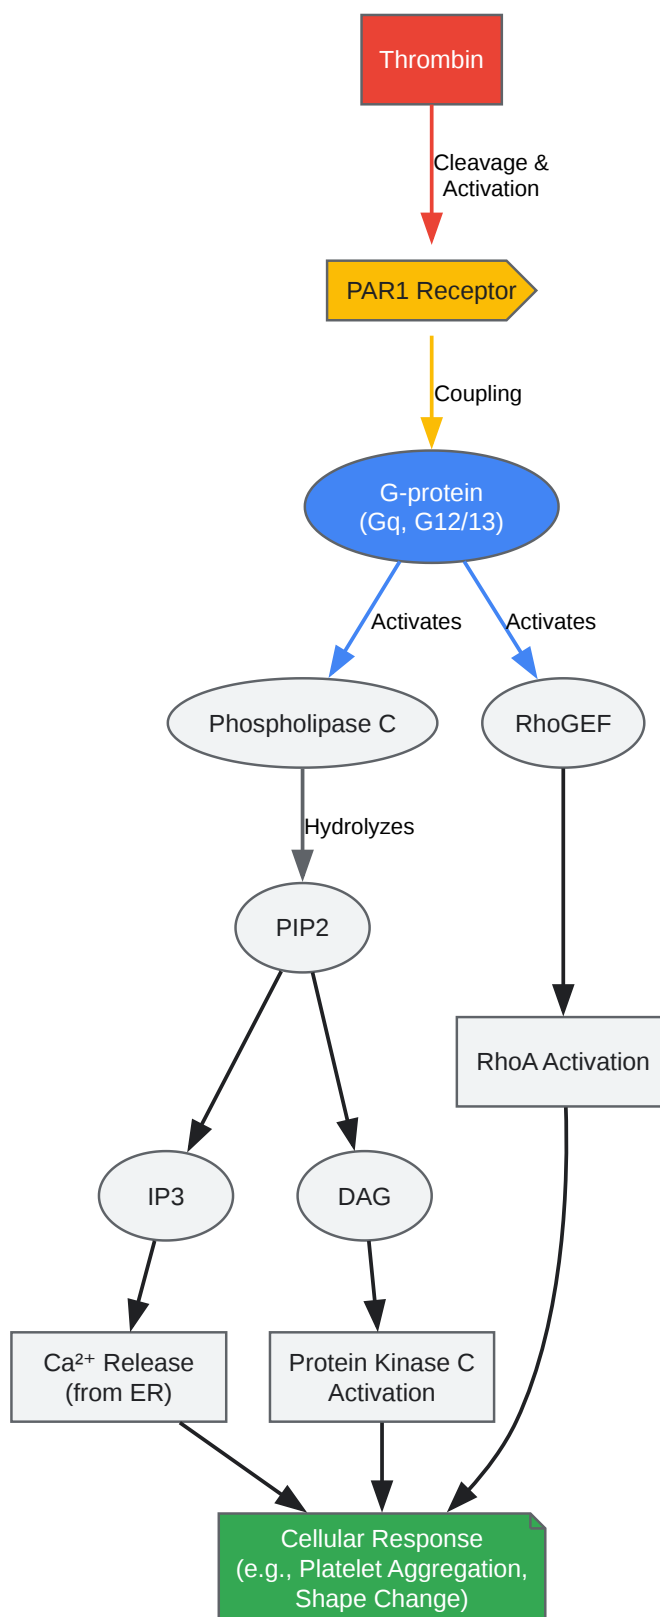 Thrombin
Cleavage &
Activation
PAR1 Receptor
Coupling
G-protein
(Gq, G12/13)
Activates
Activates
Phospholipase C
RhoGEF
Hydrolyzes
PIP2
RhoA Activation
IP3
DAG
Ca²⁺ Release
(from ER)
Protein Kinase C
Activation
Cellular Response
(e.g., Platelet Aggregation,
Shape Change)